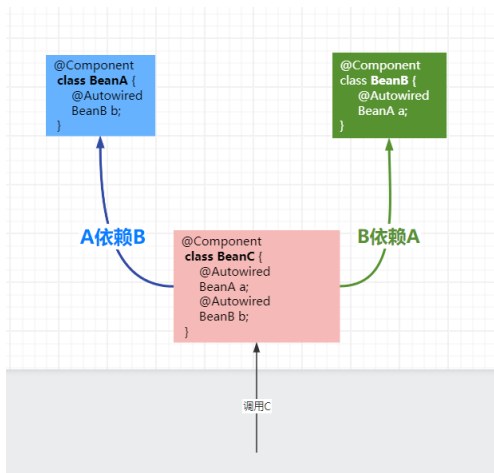 @Component
class BeanA {
@Autowired
BeanB b;
}
@Component
class BeanB {
@Autowired
BeanA a;
}
A依赖B
B依赖A
@Component
class BeanC {
@Autowired
BeanA a;
@Autowired
BeanB b;
}
调用C